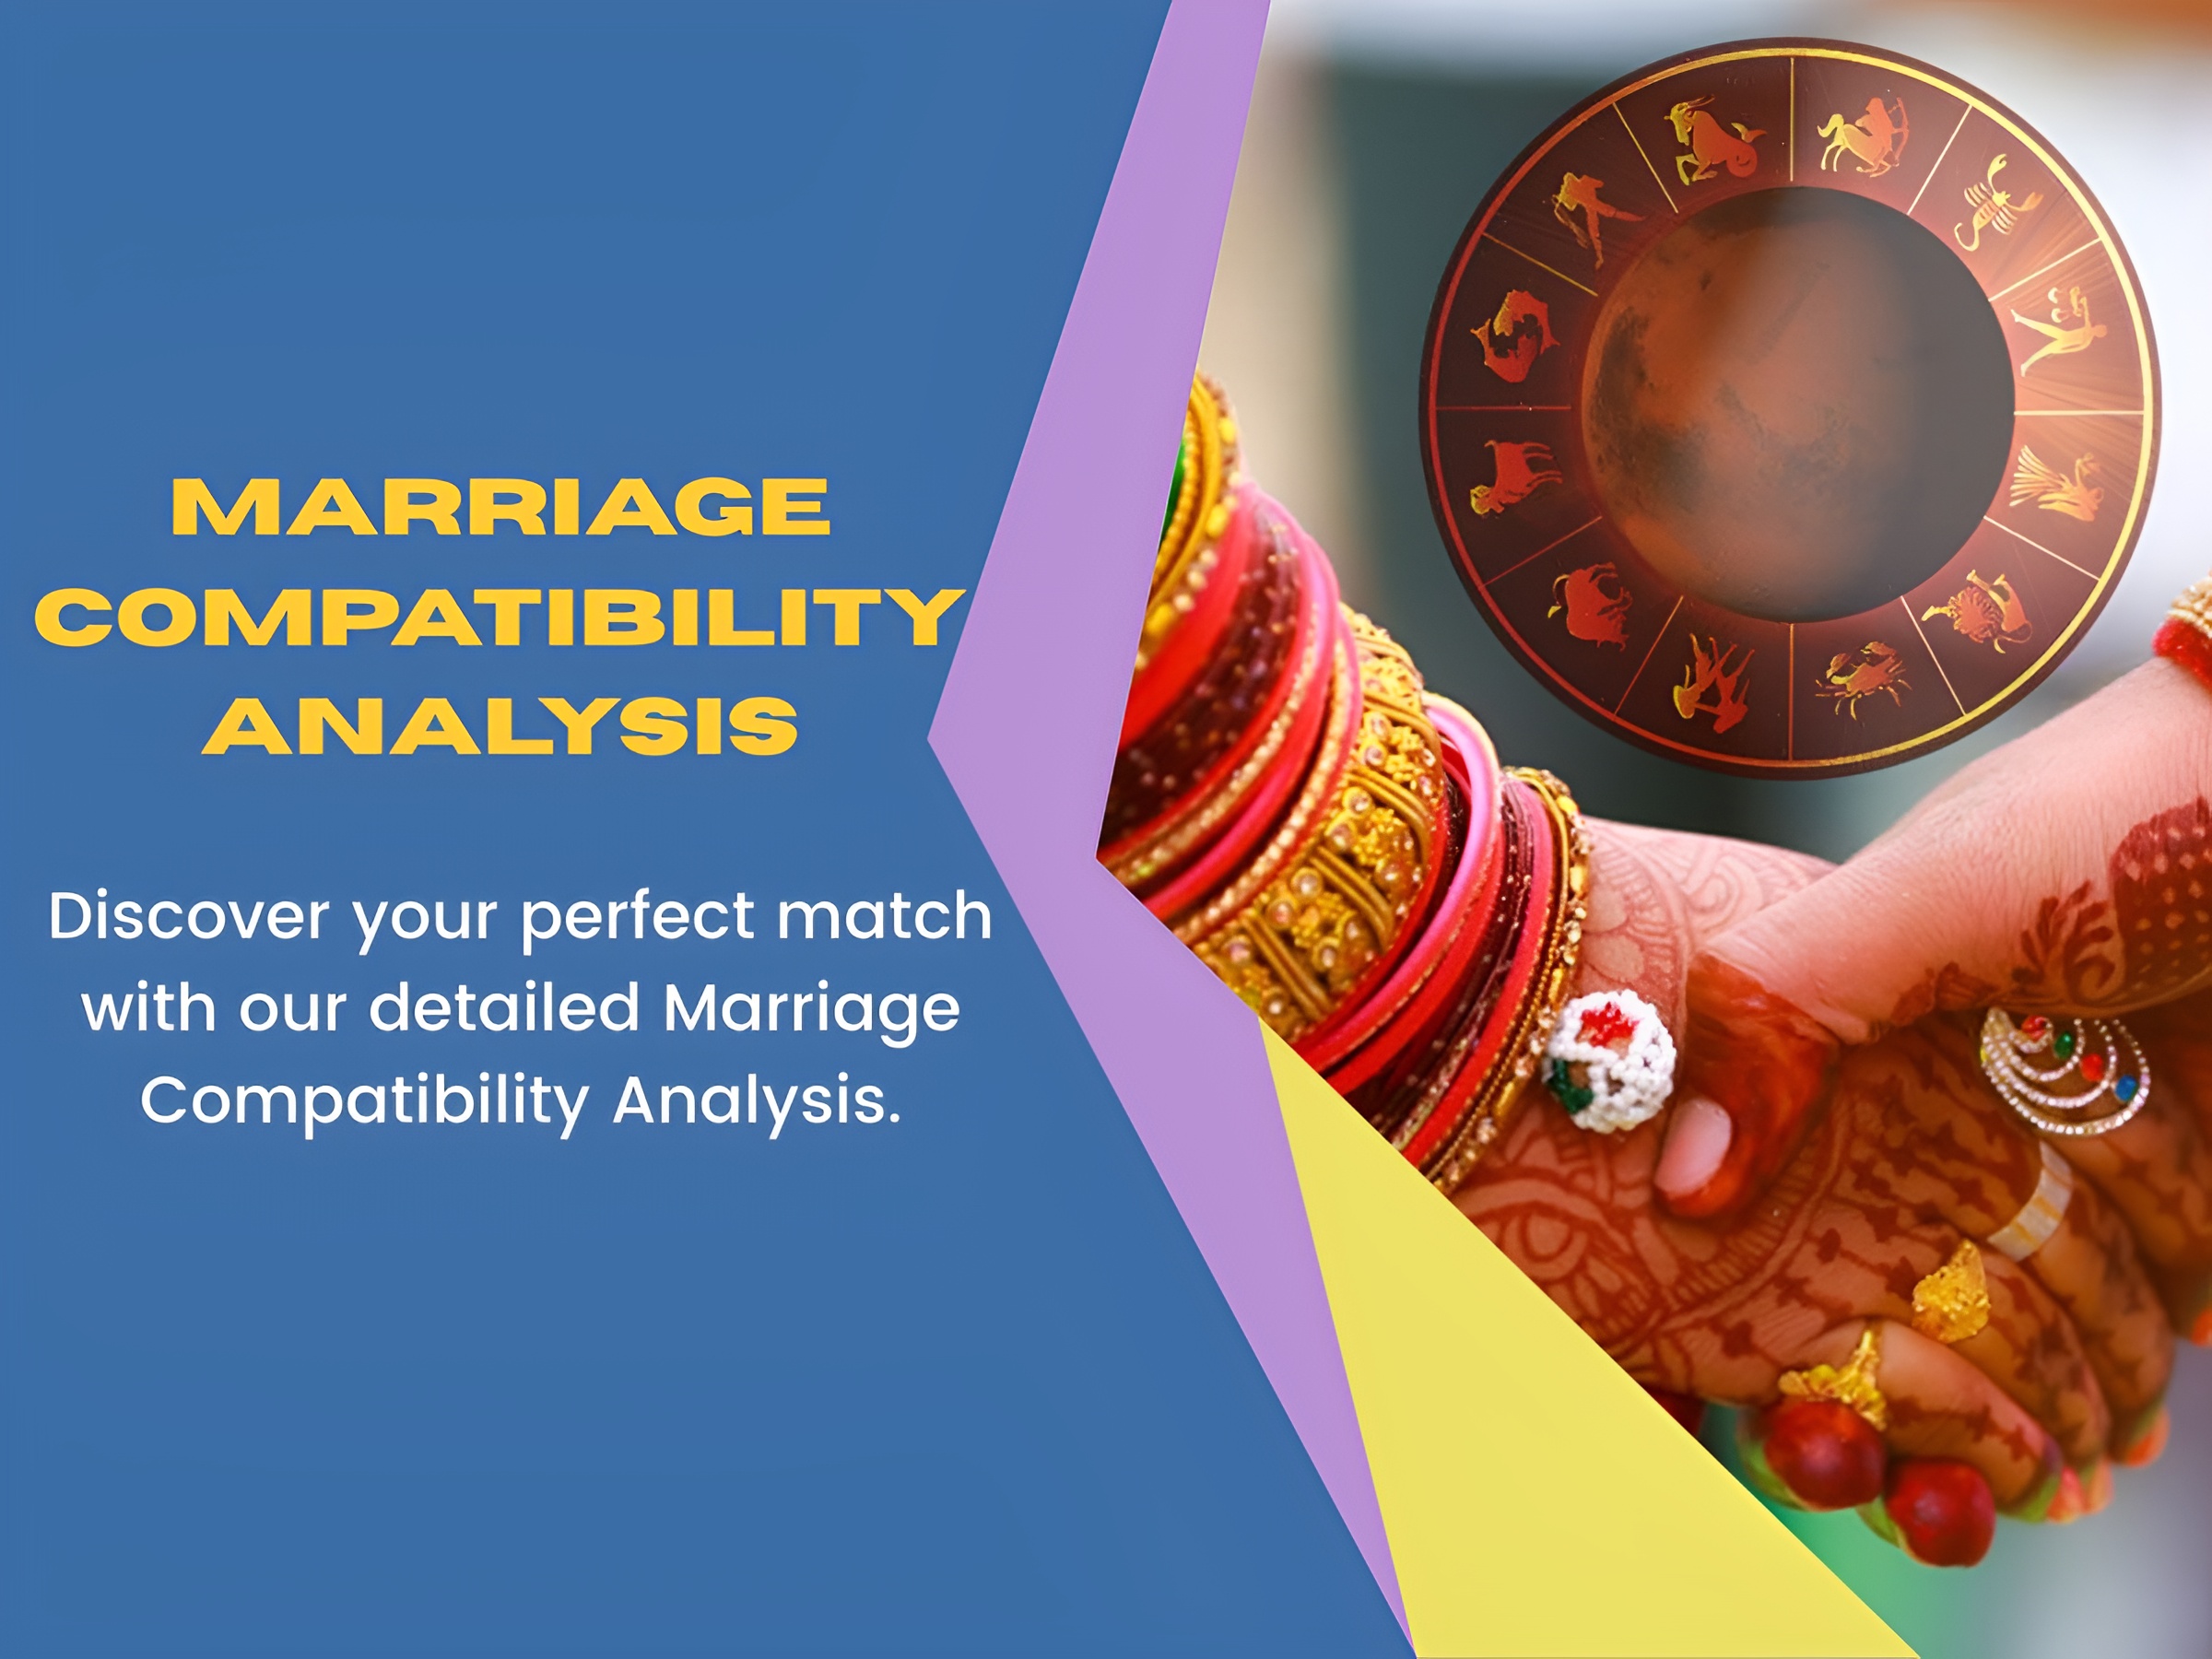 MARRIAGE
COMPATIBILITY
ANALYSIS
Discover your perfect match
with our detailed Marriage
Compatibility Analysis.